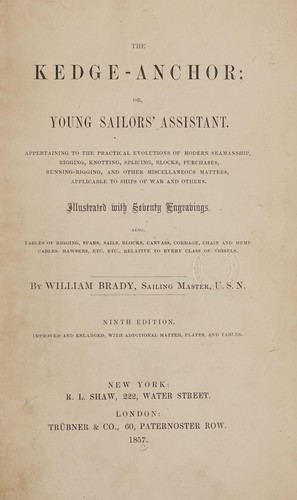 THE
KEDGE-ANCHOR;
OR,
YOUNG SAILORS' ASSISTANT.
APPERTAINING TO THE PRACTICAL EVOLUTIONS OF MODERN SEAMANSHIP,
RIGGING, KNOTTING, SPLICING, BLOCKS, PURCHASES,
RUNNING-RIGGING, AND OTHER MISCELLANEOUS MATTERS,
APPLICABLE TO SHIPS OF WAR AND OTHERS.
Illustrated with Seventy Engravings.
ALSO,
TABLES OF RIGGING, SPARS, SAILS, BLOCKS, CANVASS, CORDAGE, CHAIN AND HEMP
CABLES, HAWSERS, ETC. ETC., RELATIVE TO EVERY CLASS OF VESSELS.
BY WILLIAM BRADY, SAILING MASTER, U. S. N.
NINTH EDITION.
IMPROVED AND ENLARGED, WITH ADDITIONAL MATTER, PLATES, AND TABLES.
NEW YORK:
R. L. SHAW, 222, WATER STREET.
LONDON:
TRÜBNER & CO., 60, PATERNOSTER ROW.
1857.